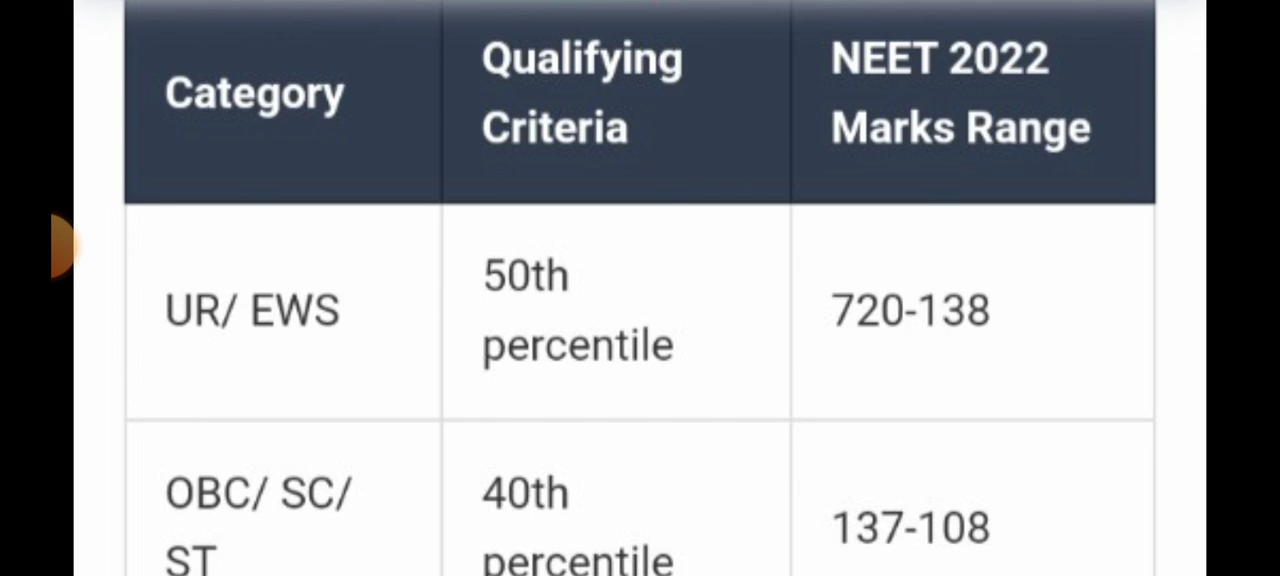 Category
Qualifying
Criteria
NEET 2022
Marks Range
UR/ EWS
50th
percentile
720-138
OBC/ SC/
ST
40th
percentile
137-108